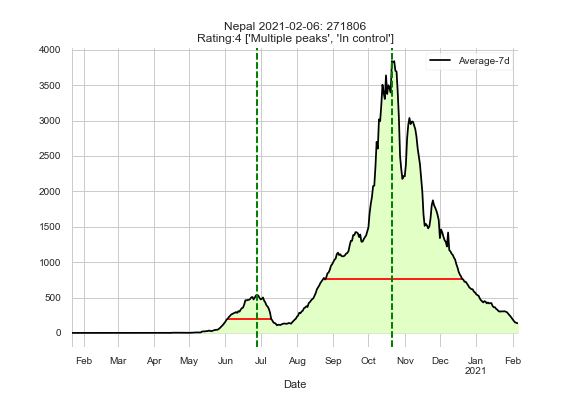 Nepal 2021-02-06: 271806
Rating:4 ['Multiple peaks', 'In control']
4000
3500
3000
2500
2000
1500
1000
500
0
Average-7d
Feb Mar Apr May Jun Jul Aug Sep Oct Nov Dec Jan Feb
2021
Date